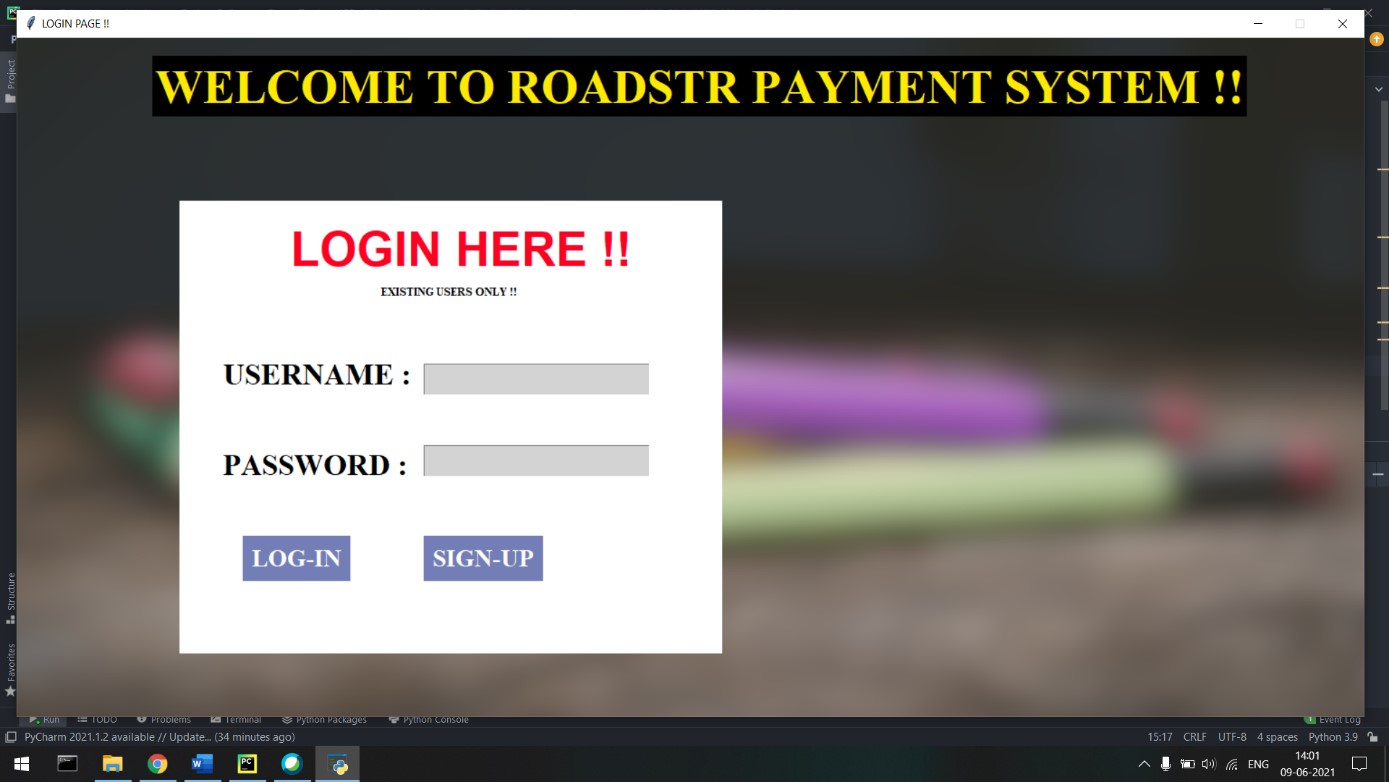 LOGIN PAGE !!
WELCOME TO ROADSTR PAYMENT SYSTEM !!
Project
LOGIN HERE !!
EXISTING USERS ONLY !!
USERNAME :
PASSWORD :
LOG-IN SIGN-UP
Structure
Favorites
Run TODO Problems Terminal Python Packages Python Console Event Log
PyCharm 2021.1.2 available // Update... (34 minutes ago) 15:17 CRLF UTF-8 4 spaces Python 3.9
ENG 14:01
09-06-2021